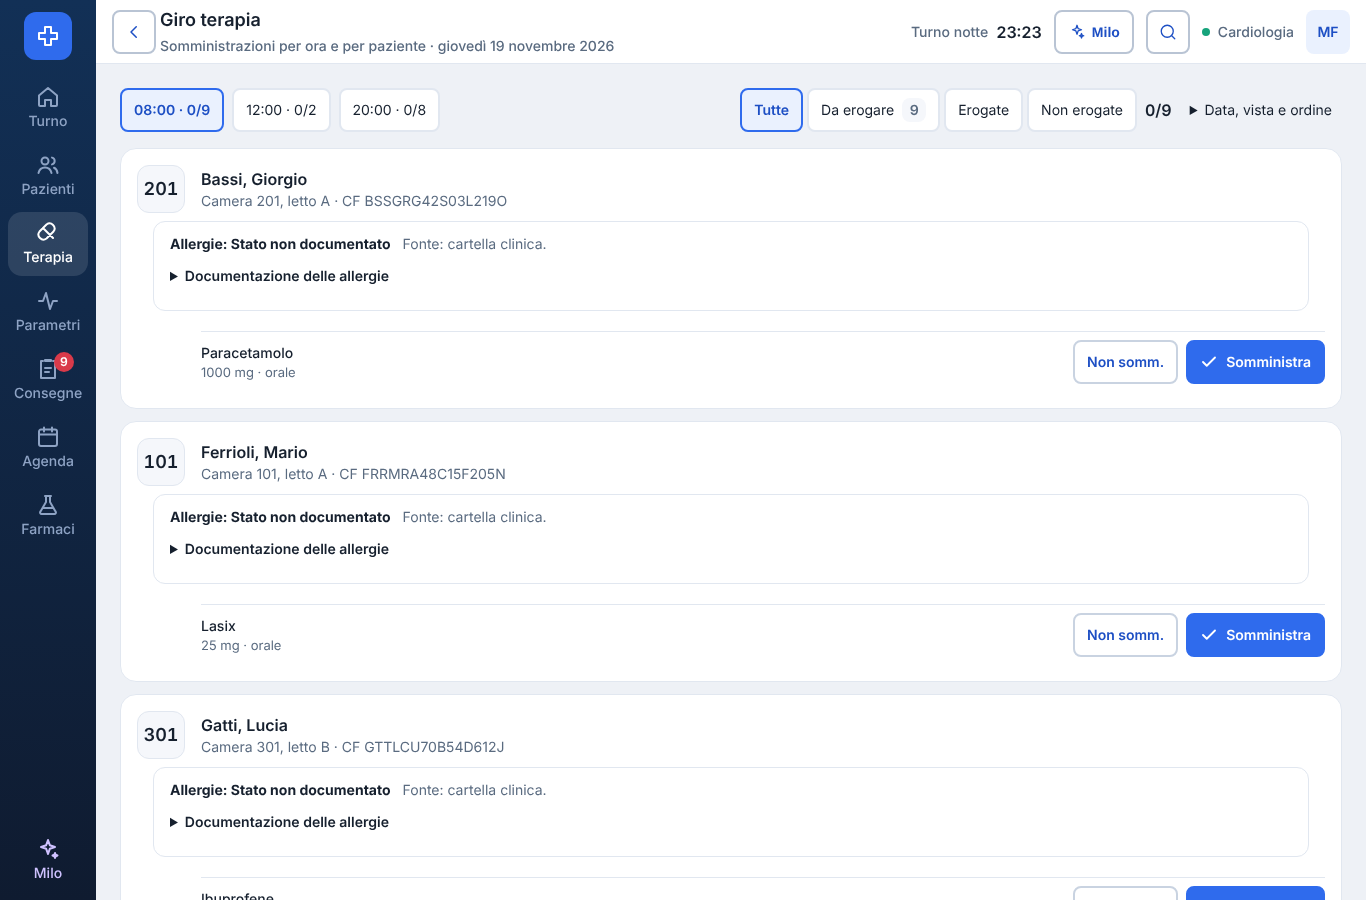 Giro terapia
Somministrazioni per ora e per paziente · giovedì 19 novembre 2026
Turno notte 23:23
Milo
Cardiologia
MF
Turno
Pazienti
Terapia
Parametri
9
Consegne
Agenda
Farmaci
Milo
08:00 · 0/9
12:00 · 0/2
20:00 · 0/8
Tutte
Da erogare 9
Erogate
Non erogate
0/9
Data, vista e ordine
201
Bassi, Giorgio
Camera 201, letto A · CF BSSGRG42S03L219O
Allergie: Stato non documentato Fonte: cartella clinica.
Documentazione delle allergie
Paracetamolo
1000 mg · orale
Non somm.
Somministra
101
Ferrioli, Mario
Camera 101, letto A · CF FRRMRA48C15F205N
Allergie: Stato non documentato Fonte: cartella clinica.
Documentazione delle allergie
Lasix
25 mg · orale
Non somm.
Somministra
301
Gatti, Lucia
Camera 301, letto B · CF GTTLCU70B54D612J
Allergie: Stato non documentato Fonte: cartella clinica.
Documentazione delle allergie
Ibuprofene